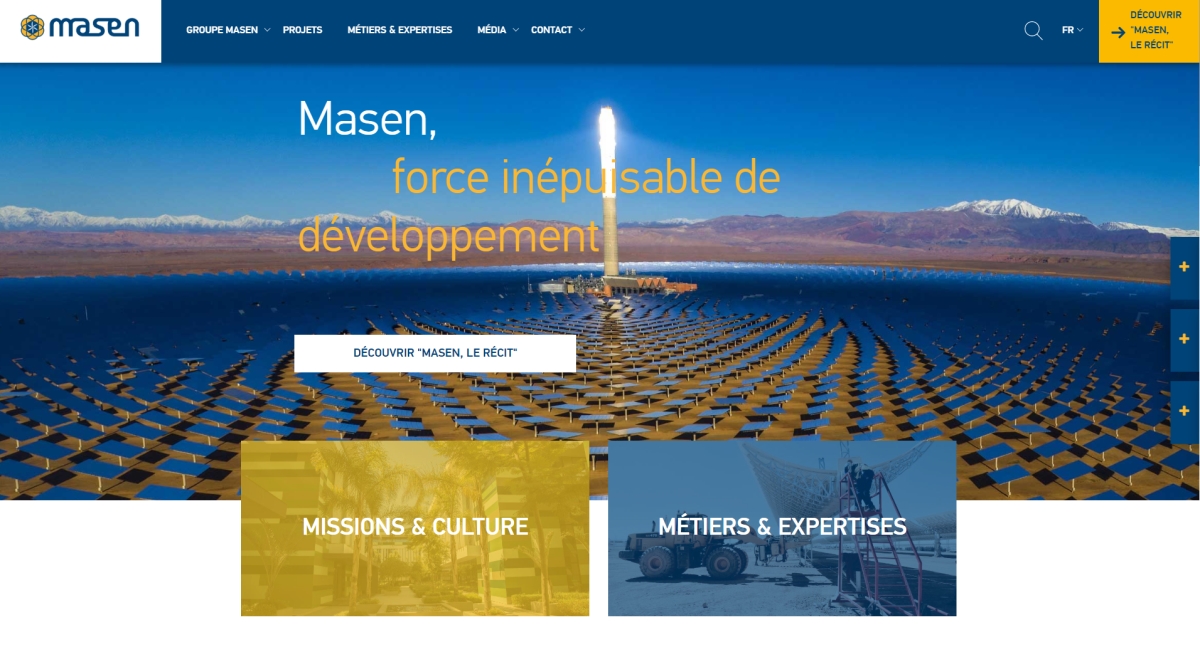 masen
GROUPE MASEN
PROJETS
MÉTIERS & EXPERTISES
MÉDIA
CONTACT
FR
DÉCOUVRIR
"MASEN,
LE RÉCIT"
Masen,
force inépuisable de
développement
DÉCOUVRIR "MASEN, LE RÉCIT"
MISSIONS & CULTURE
MÉTIERS & EXPERTISES